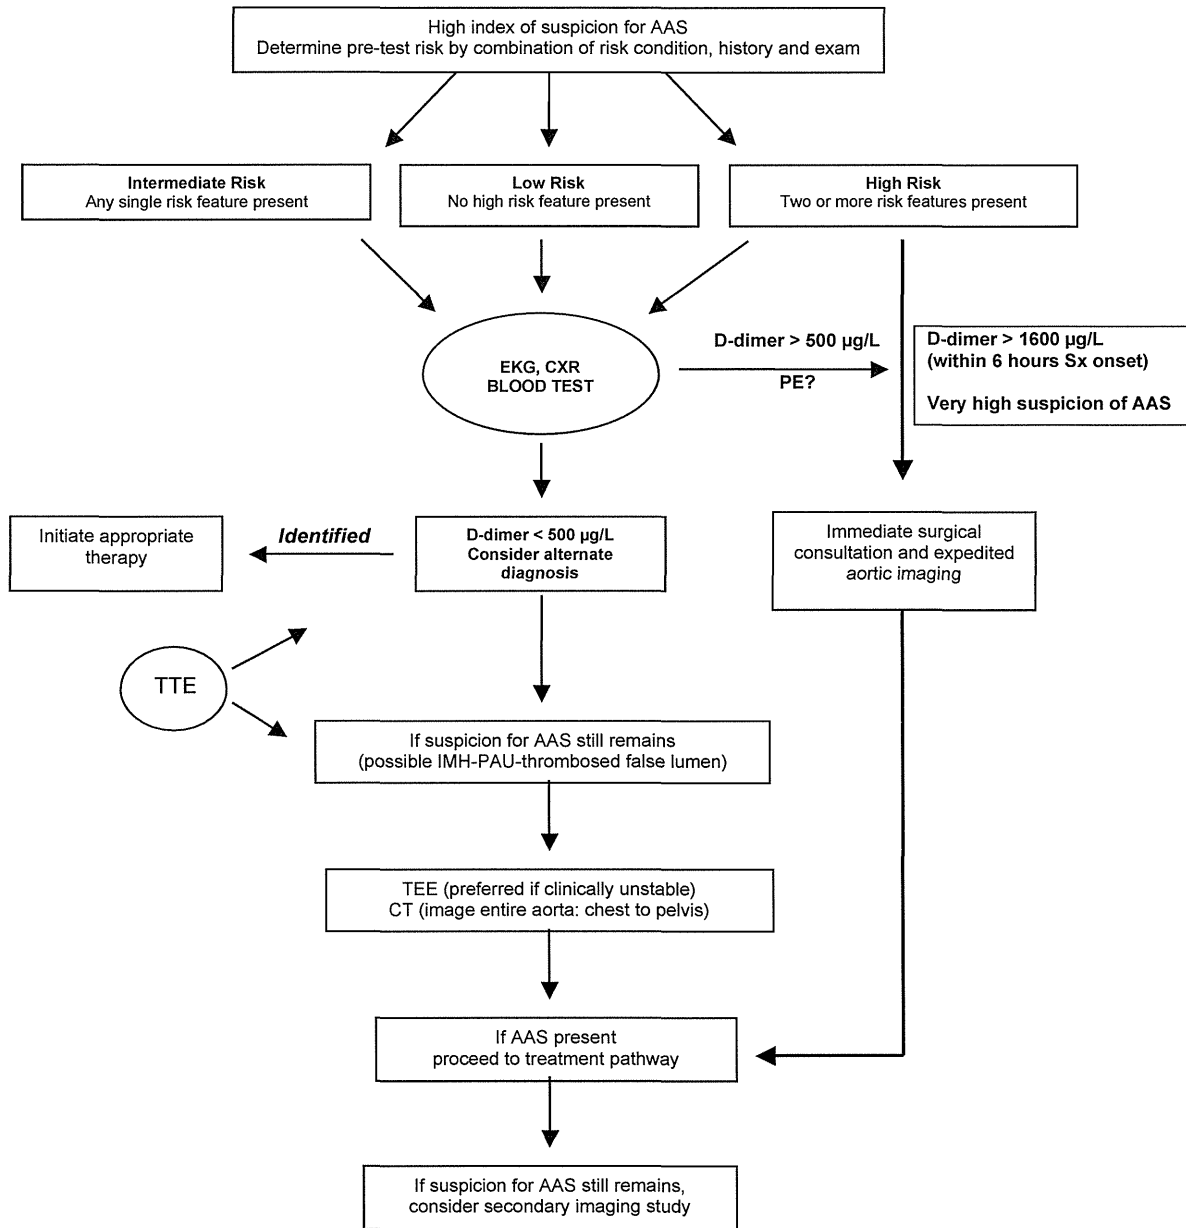 High index of suspicion for AAS
Determine pre-test risk by combination of risk condition, history and exam
Intermediate Risk
Any single risk feature present
Low Risk
No high risk feature present
High Risk
Two or more risk features present
EKG, CXR
BLOOD TEST
D-dimer > 500 µg/L
PE?
D-dimer > 1600 µg/L
(within 6 hours Sx onset)
Very high suspicion of AAS
Initiate appropriate
therapy
Identified
D-dimer < 500 µg/L
Consider alternate
diagnosis
Immediate surgical
consultation and expedited
aortic imaging
TTE
If suspicion for AAS still remains
(possible IMH-PAU-thrombosed false lumen)
TEE (preferred if clinically unstable)
CT (image entire aorta: chest to pelvis)
If AAS present
proceed to treatment pathway
If suspicion for AAS still remains,
consider secondary imaging study